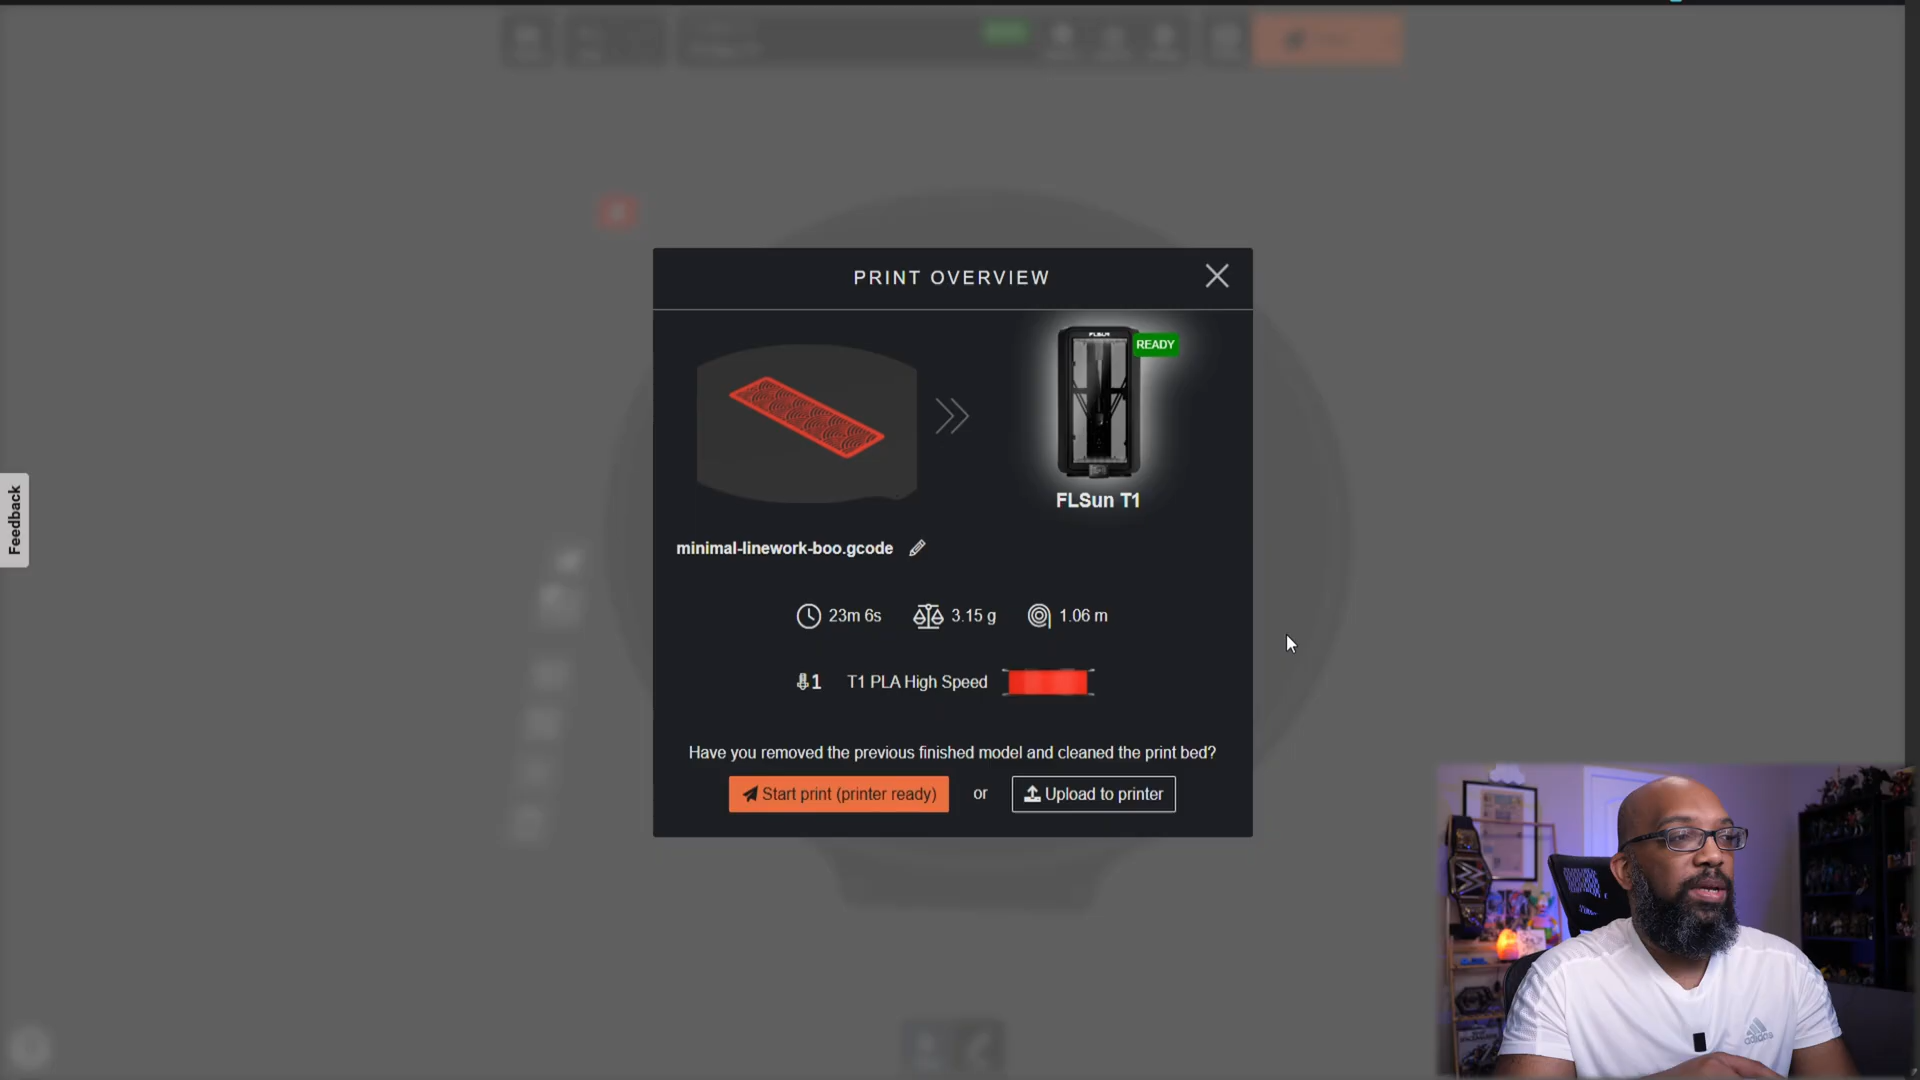 PRINT OVERVIEW
FLSUN
READY
FLSun T1
minimal-linework-boo.gcode
23m 6s
3.15 g
1.06 m
1
T1 PLA High Speed
Have you removed the previous finished model and cleaned the print bed?
Start print (printer ready)
or
Upload to printer
Feedback
adidas